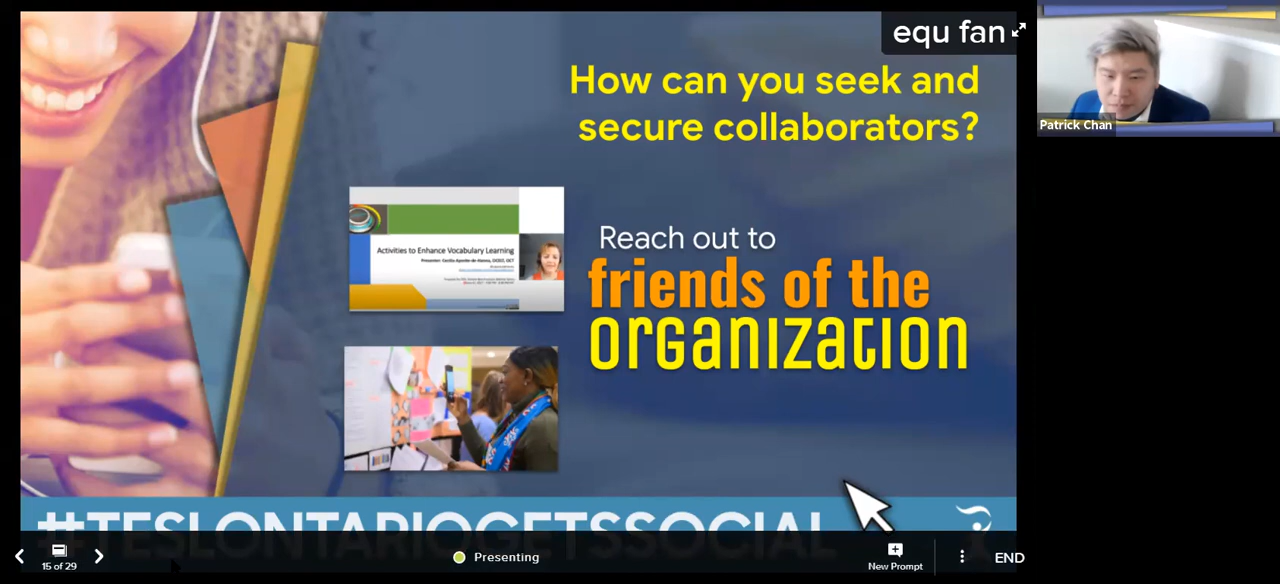 equ fan
How can you seek and
secure collaborators?
Activities to Enhance Vocabulary Learning
Reach out to
friends of the
ORGANIZATION
#TESLONTARIOGETSSOCIAL
Patrick Chan
15 of 29
Presenting
New Prompt
END